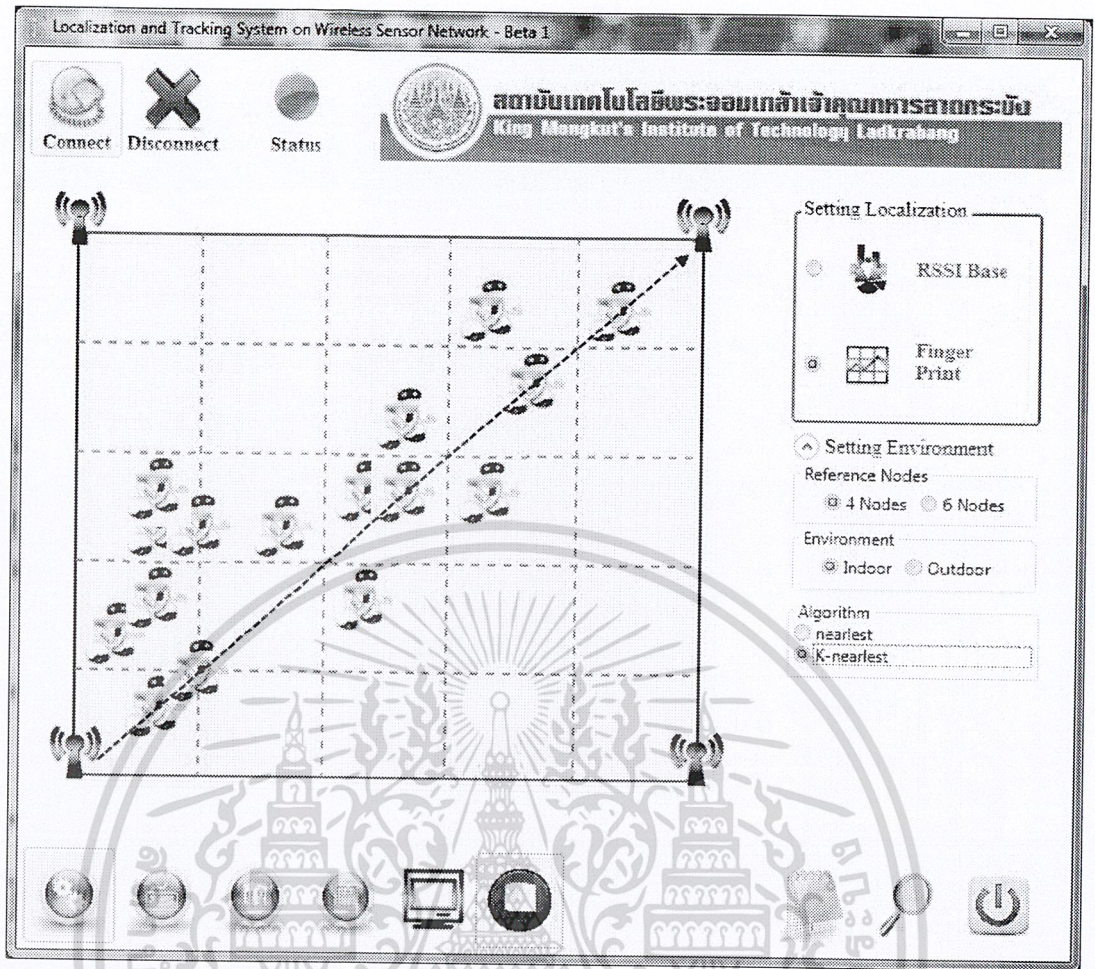 Localization and Tracking System on Wireless Sensor Network - Beta 1
Connect
Disconnect
Status
สถาบันเทคโนโลยีพระจอมเกล้าเจ้าคุณทหารลาดกระบัง
King Mongkut's Institute of Technology Ladkrabang
Setting Localization
RSSI Base
Finger
Print
Setting Environment
Reference Nodes
4 Nodes
6 Nodes
Environment
Indoor
Outdoor
Algorithm
nearlest
K-nearlest